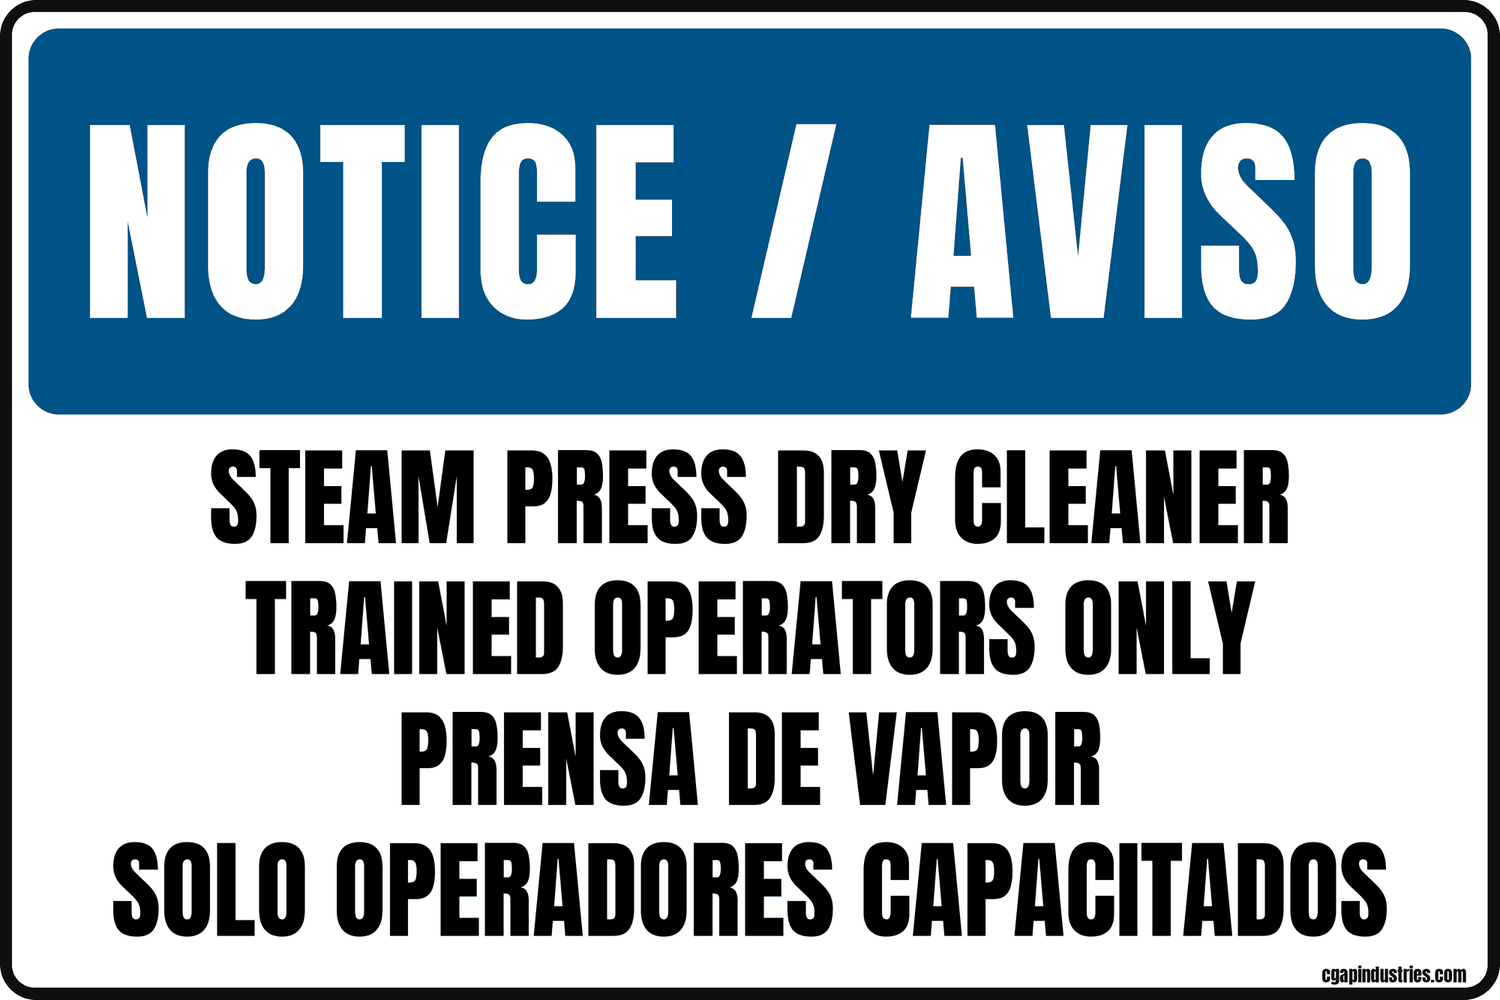 NOTICE / AVISO
STEAM PRESS DRY CLEANER
TRAINED OPERATORS ONLY
PRENSA DE VAPOR
SOLO OPERADORES CAPACITADOS
cgapindustries.com